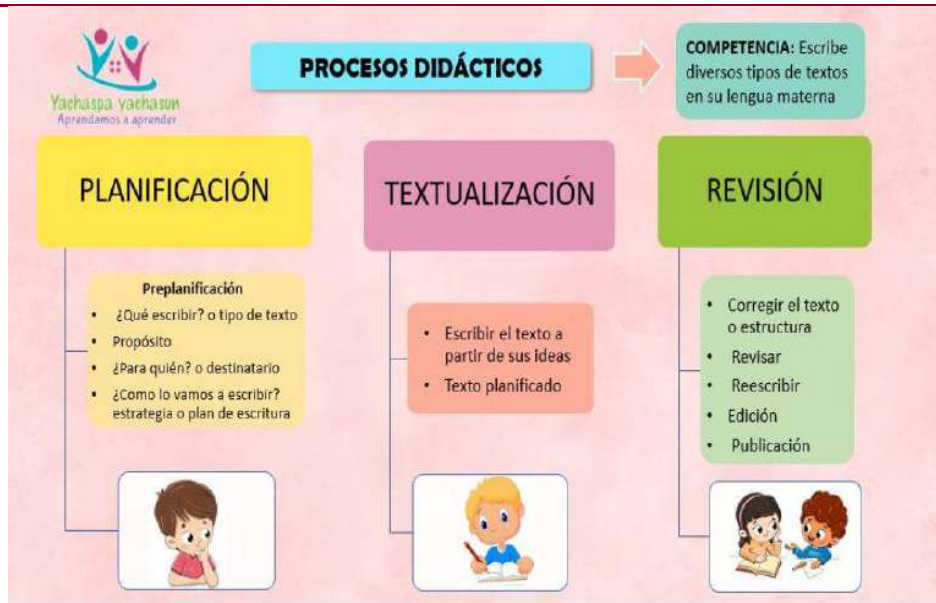 Yachaspa yachasun
Aprendamos a aprender
PROCESOS DIDÁCTICOS
COMPETENCIA: Escribe
diversos tipos de textos
en su lengua materna
PLANIFICACIÓN
Preplanificación
• ¿Qué escribir? o tipo de texto
• Propósito
• ¿Para quién? o destinatario
• ¿Como lo vamos a escribir?
estrategia o plan de escritura
TEXTUALIZACIÓN
• Escribir el texto a
partir de sus ideas
• Texto planificado
REVISIÓN
• Corregir el texto
o estructura
• Revisar
• Reescribir
• Edición
• Publicación